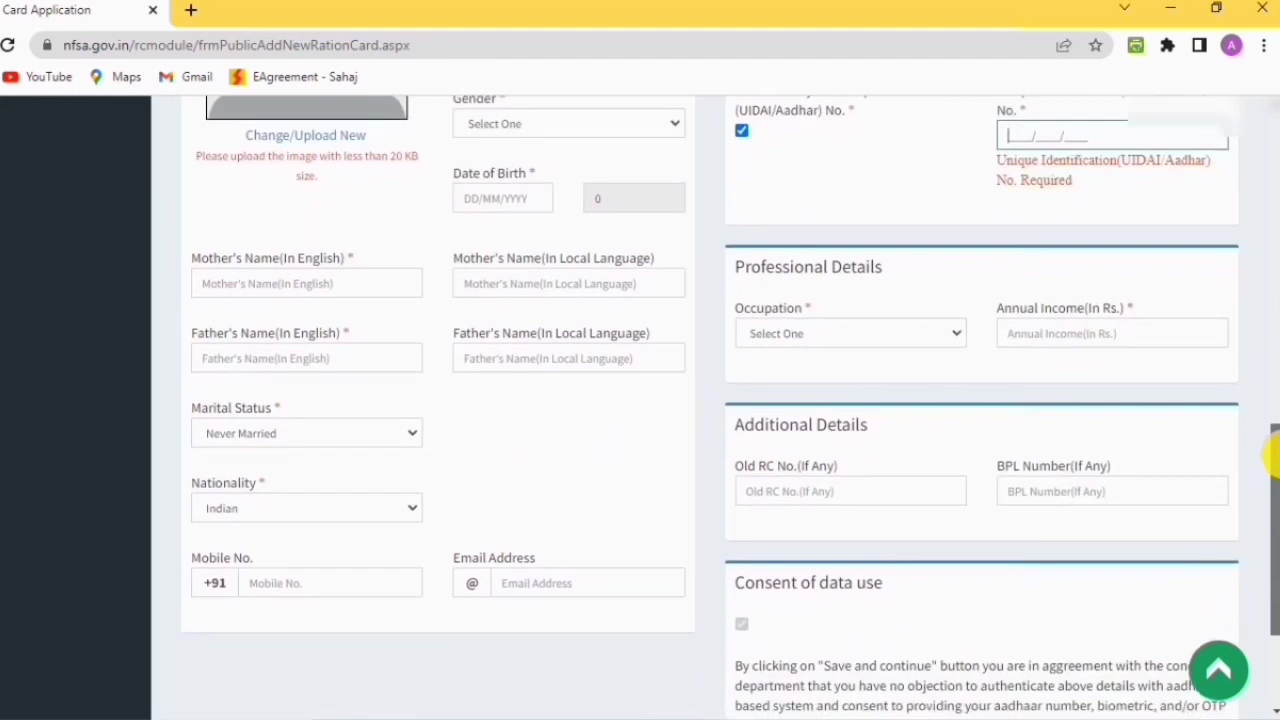 Card Application
nfsa.gov.in/rcmodule/frmPublicAddNewRationCard.aspx
A
YouTube
Maps
Gmail
EAgreement - Sahaj
Change/Upload New
Please upload the image with less than 20 KB
size.
Gender *
Select One
Date of Birth *
DD/MM/YYYY
0
Mother's Name(In English) *
Mother's Name(In English)
Mother's Name(In Local Language)
Mother's Name(In Local Language)
Father's Name(In English) *
Father's Name(In English)
Father's Name(In Local Language)
Father's Name(In Local Language)
Marital Status *
Never Married
Nationality *
Indian
Mobile No.
+91
Mobile No.
Email Address
@
Email Address
(UIDAI/Aadhar) No. *
No. *
___/___/___
Unique Identification(UIDAI/Aadhar)
No. Required
Professional Details
Occupation *
Select One
Annual Income(In Rs.) *
Annual Income(In Rs.)
Additional Details
Old RC No.(If Any)
Old RC No.(If Any)
BPL Number(If Any)
BPL Number(If Any)
Consent of data use
By clicking on "Save and continue" button you are in aggreement with the
department that you have no objection to authenticate above details with
based system and consent to providing your aadhaar number, biometric, and/or OTP